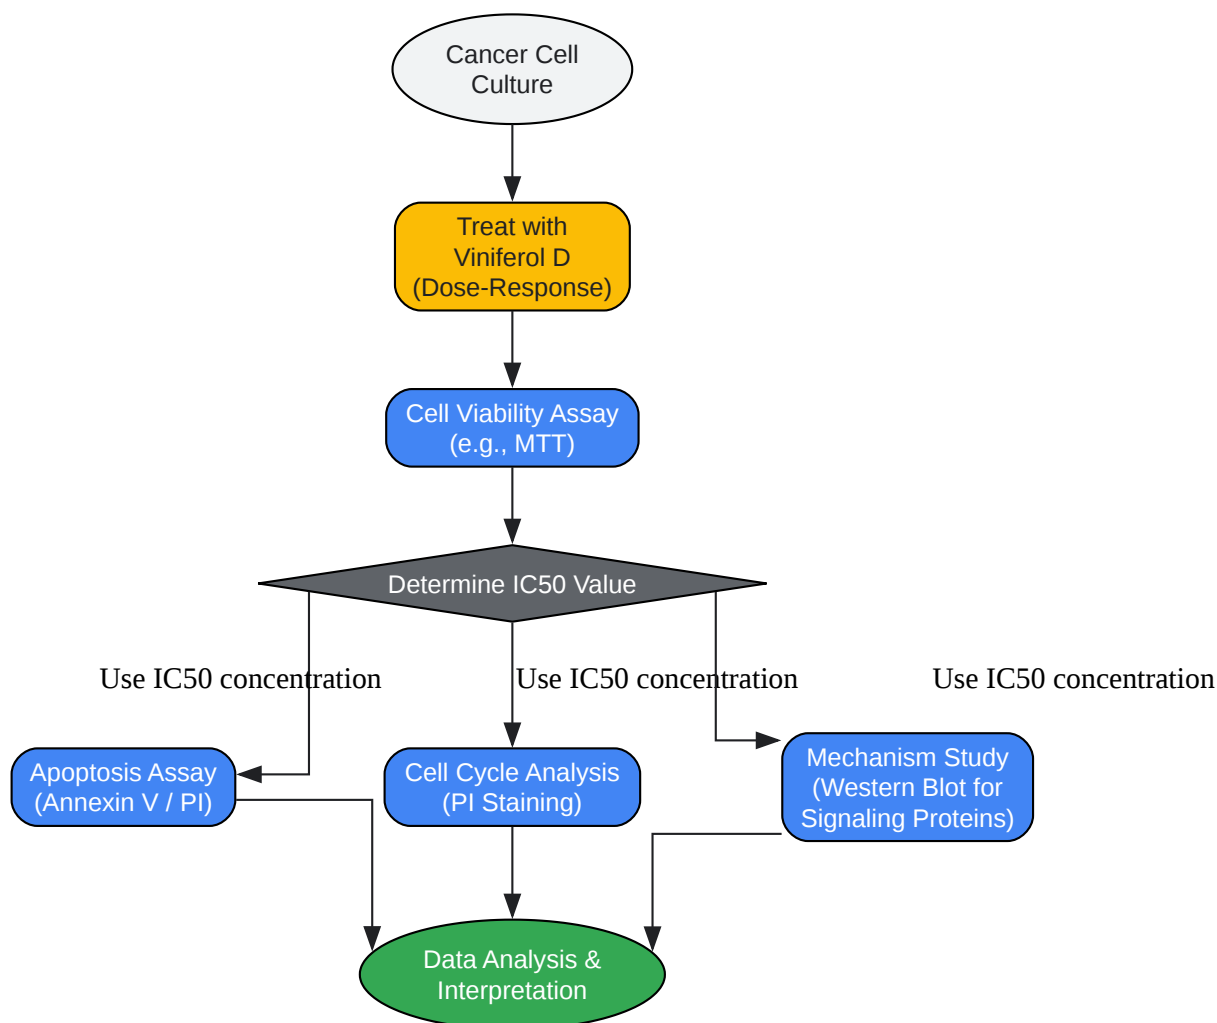 Cancer Cell
Culture
Treat with
Viniferol D
(Dose-Response)
Cell Viability Assay
(e.g., MTT)
Determine IC50 Value
Use IC50 concentration
Use IC50 concentration
Use IC50 concentration
Apoptosis Assay
(Annexin V / PI)
Cell Cycle Analysis
(PI Staining)
Mechanism Study
(Western Blot for
Signaling Proteins)
Data Analysis &
Interpretation